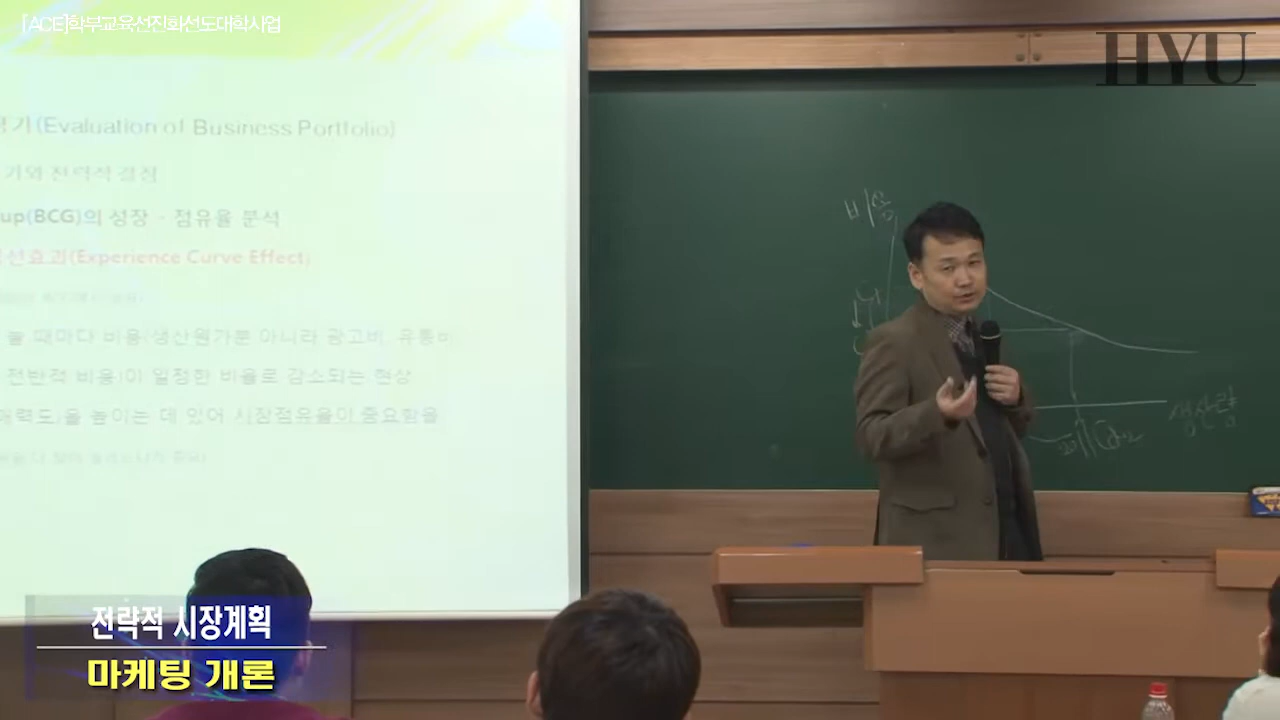 [ACE]학부교육선진화선도대학사업
HYU
(Evaluation of Business Portfolio)
전략적 결정
up(BCG)의 성장 - 점유율 분석
선효과(Experience Curve Effect)
늘 때마다 비용(생산원가뿐 아니라 광고비, 유통비
전반적 비용)이 일정한 비율로 감소되는 현상
매력도)을 높이는 데 있어 시장점유율이 중요함을
비용
생산량
전략적 시장계획
마케팅 개론